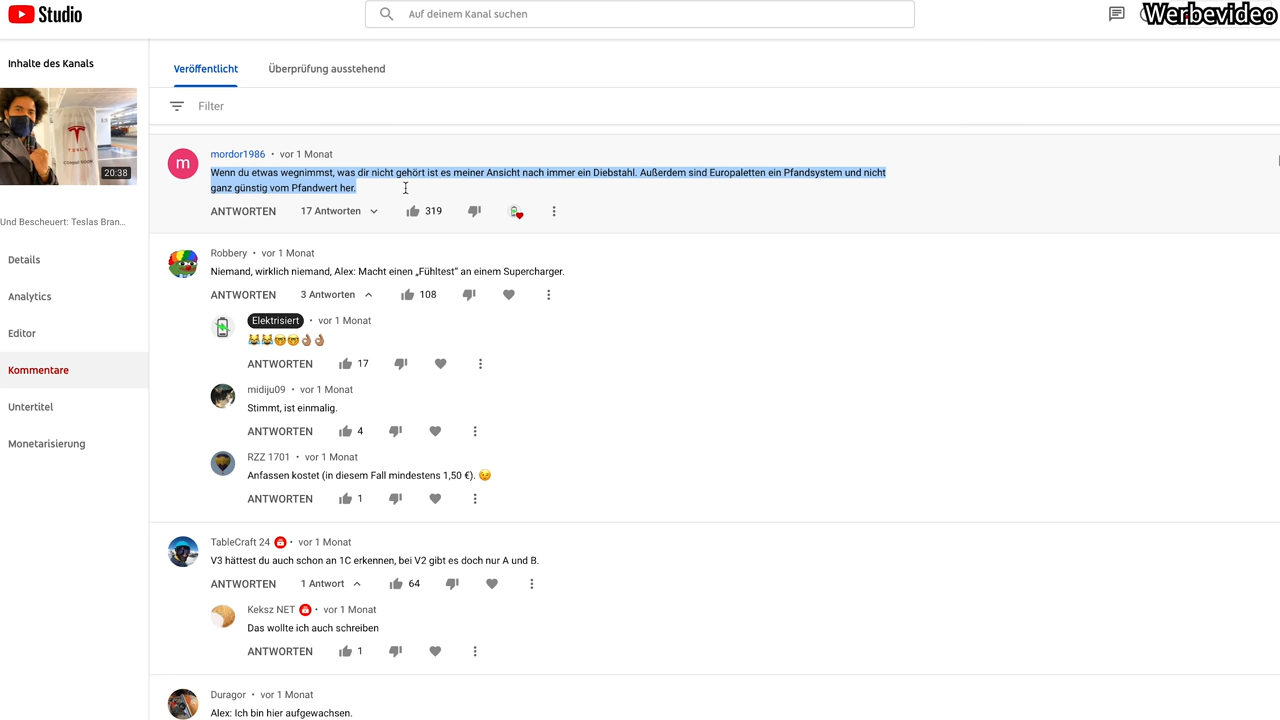 Studio
Auf deinem Kanal suchen
Werbevideo
Inhalte des Kanals
TESLA
20:38
Und Bescheuert: Teslas Bran...
Details
Analytics
Editor
Kommentare
Untertitel
Monetarisierung
Veröffentlicht
Überprüfung ausstehend
Filter
m
mordor1986 • vor 1 Monat
Wenn du etwas wegnimmst, was dir nicht gehört ist es meiner Ansicht nach immer ein Diebstahl. Außerdem sind Europaletten ein Pfandsystem und nicht
ganz günstig vom Pfandwert her.
ANTWORTEN 17 Antworten 319
Robbery • vor 1 Monat
Niemand, wirklich niemand, Alex: Macht einen „Fühltest“ an einem Supercharger.
ANTWORTEN 3 Antworten 108
Elektrisiert • vor 1 Monat
😹😹🤓🤓👌🏽👌🏽
ANTWORTEN 17
midiju09 • vor 1 Monat
Stimmt, ist einmalig.
ANTWORTEN 4
RZZ 1701 • vor 1 Monat
Anfassen kostet (in diesem Fall mindestens 1,50 €). 😉
ANTWORTEN 1
TableCraft 24 • vor 1 Monat
V3 hättest du auch schon an 1C erkennen, bei V2 gibt es doch nur A und B.
ANTWORTEN 1 Antwort 64
Keksz NET • vor 1 Monat
Das wollte ich auch schreiben
ANTWORTEN 1
Duragor • vor 1 Monat
Alex: Ich bin hier aufgewachsen.